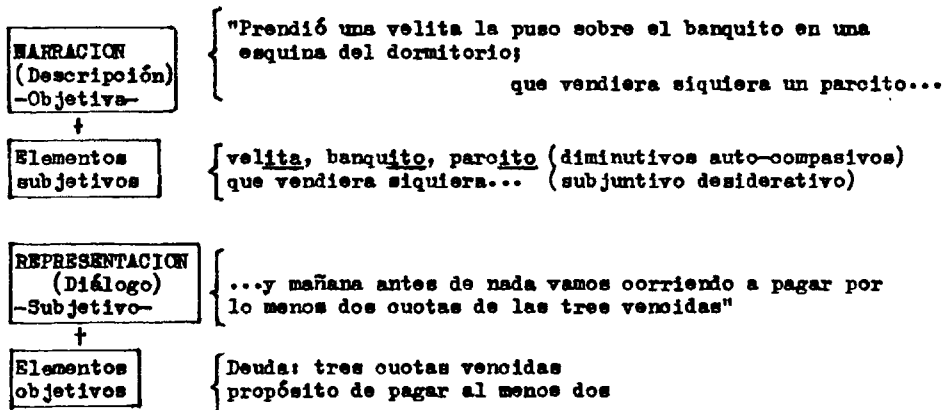 "Prendió una velita la puso sobre el banquito en una
NARRACION
esquina del dormitorio;
(Descripción)
-Objetiva-
que vendiera siquiera un parcito...
+
Elementos
subjetivos
velita, banquito, parcito (diminutivos auto-compasivos)
que vendiera siquiera... (subjuntivo desiderativo)
REPRESENTACION
(Diálogo)
-Subjetivo-
...y mañana antes de nada vamos corriendo a pagar por
lo menos dos cuotas de las tres vencidas"
+
Elementos
objetivos
Deuda: tres cuotas vencidas
propósito de pagar al menos dos